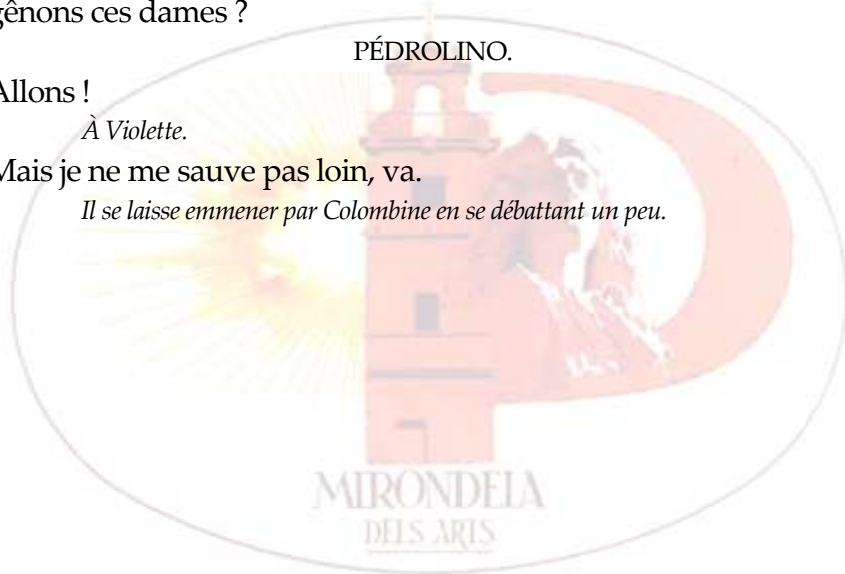 gênons ces dames ?
PÉDROLINO.
Allons !
À Violette.
Mais je ne me sauve pas loin, va.
Il se laisse emmener par Colombine en se débattant un peu.
MIRONDELA
DELS ARTS